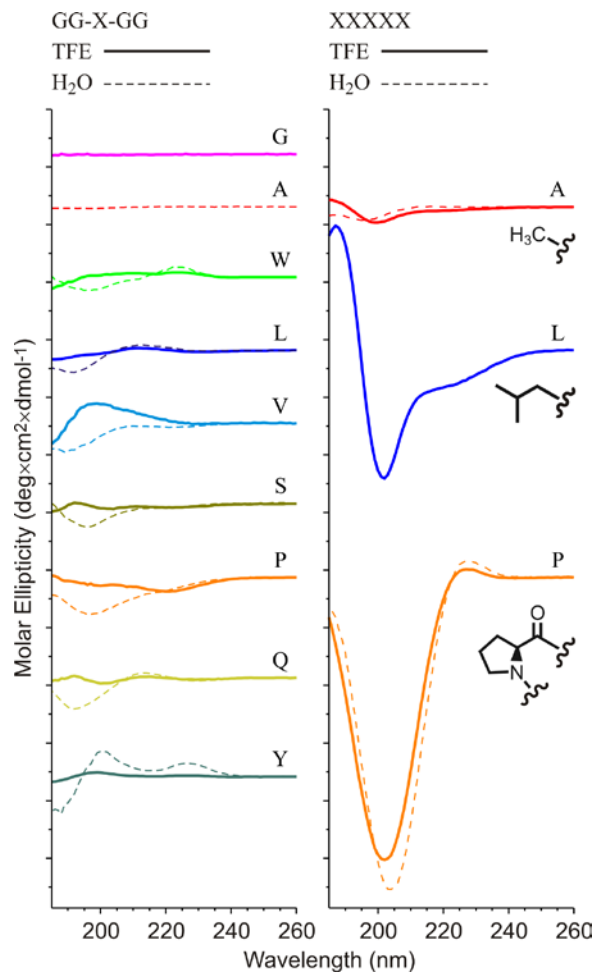 GG-X-GG XXXXX
TFE TFE
H₂O H₂O
G
A A
H₃C
W
L L
V
S
P P
O
N
Q
Y
Molar Ellipticity (deg×cm²×dmol-¹)
200 220 240 260 200 220 240 260
Wavelength (nm)